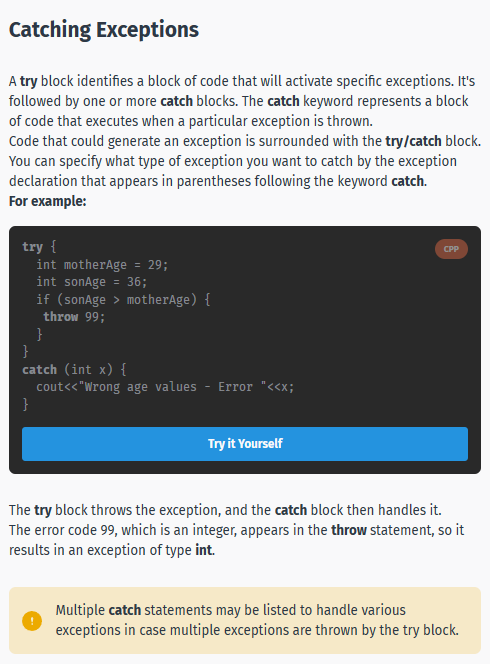 Catching Exceptions
A try block identifies a block of code that will activate specific exceptions. It's
followed by one or more catch blocks. The catch keyword represents a block
of code that executes when a particular exception is thrown.
Code that could generate an exception is surrounded with the try/catch block.
You can specify what type of exception you want to catch by the exception
declaration that appears in parentheses following the keyword catch.
For example:
CPP
try {
  int motherAge = 29;
  int sonAge = 36;
  if (sonAge > motherAge) {
   throw 99;
  }
}
catch (int x) {
  cout<<"Wrong age values - Error "<<x;
}
Try it Yourself
The try block throws the exception, and the catch block then handles it.
The error code 99, which is an integer, appears in the throw statement, so it
results in an exception of type int.
!
Multiple catch statements may be listed to handle various
exceptions in case multiple exceptions are thrown by the try block.